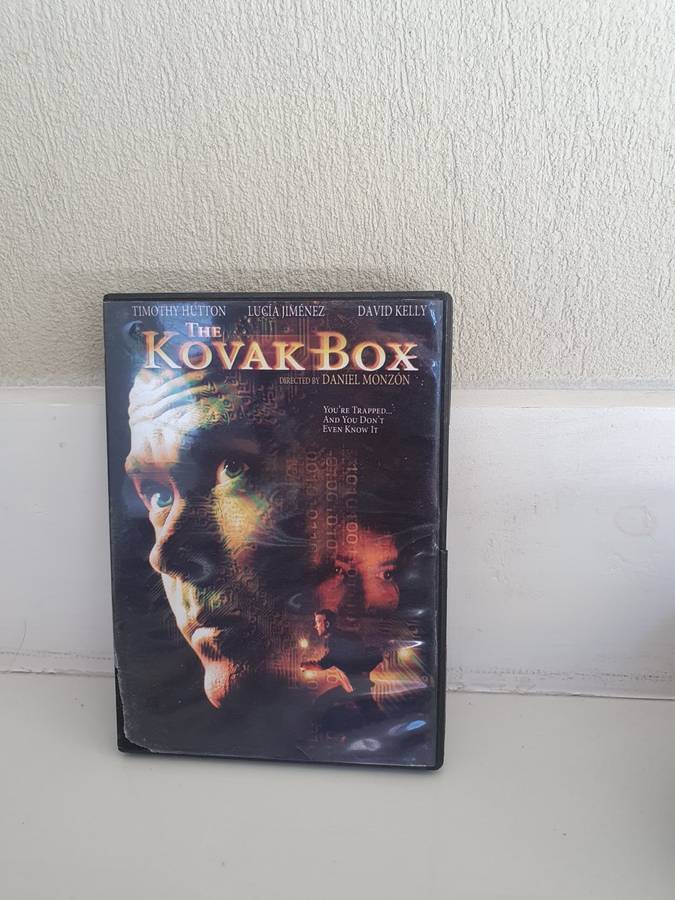 TIMOTHY HUTTON LUCÍA JIMÉNEZ DAVID KELLY
THE
KOVAK BOX
DIRECTED BY DANIEL MONZÓN
YOU'RE TRAPPED...
AND YOU DON'T
EVEN KNOW IT